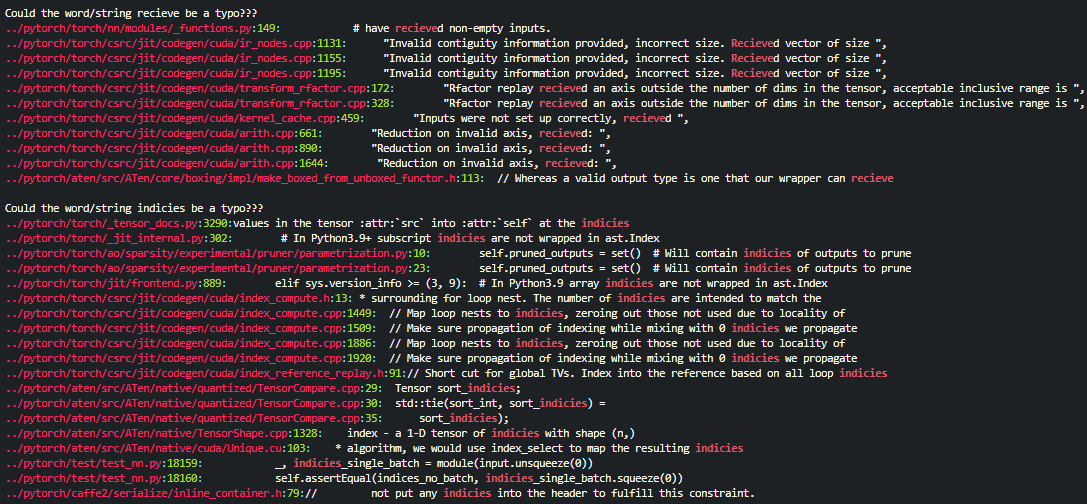 Could the word/string recieve be a typo???
../pytorch/torch/nn/modules/_functions.py:149:               # have recieved non-empty inputs.
../pytorch/torch/csrc/jit/codegen/cuda/ir_nodes.cpp:1131:      "Invalid contiguity information provided, incorrect size. Recieved vector of size ",
../pytorch/torch/csrc/jit/codegen/cuda/ir_nodes.cpp:1155:      "Invalid contiguity information provided, incorrect size. Recieved vector of size ",
../pytorch/torch/csrc/jit/codegen/cuda/ir_nodes.cpp:1195:      "Invalid contiguity information provided, incorrect size. Recieved vector of size ",
../pytorch/torch/csrc/jit/codegen/cuda/transform_rfactor.cpp:172:        "Rfactor replay recieved an axis outside the number of dims in the tensor, acceptable inclusive range is ",
../pytorch/torch/csrc/jit/codegen/cuda/transform_rfactor.cpp:328:        "Rfactor replay recieved an axis outside the number of dims in the tensor, acceptable inclusive range is ",
../pytorch/torch/csrc/jit/codegen/cuda/kernel_cache.cpp:459:        "Inputs were not set up correctly, recieved ",
../pytorch/torch/csrc/jit/codegen/cuda/arith.cpp:661:        "Reduction on invalid axis, recieved: ",
../pytorch/torch/csrc/jit/codegen/cuda/arith.cpp:890:        "Reduction on invalid axis, recieved: ",
../pytorch/torch/csrc/jit/codegen/cuda/arith.cpp:1644:        "Reduction on invalid axis, recieved: ",
../pytorch/aten/src/ATen/core/boxing/impl/make_boxed_from_unboxed_functor.h:113:  // Whereas a valid output type is one that our wrapper can recieve
Could the word/string indicies be a typo???
../pytorch/torch/_tensor_docs.py:3290:values in the tensor :attr:`src` into :attr:`self` at the indicies
../pytorch/torch/_jit_internal.py:302:        # In Python3.9+ subscript indicies are not wrapped in ast.Index
../pytorch/torch/ao/sparsity/experimental/pruner/parametrization.py:10:        self.pruned_outputs = set()  # Will contain indicies of outputs to prune
../pytorch/torch/ao/sparsity/experimental/pruner/parametrization.py:23:        self.pruned_outputs = set()  # Will contain indicies of outputs to prune
../pytorch/torch/jit/frontend.py:889:        elif sys.version_info >= (3, 9):  # In Python3.9 array indicies are not wrapped in ast.Index
../pytorch/torch/csrc/jit/codegen/cuda/index_compute.h:13: * surrounding for loop nest. The number of indicies are intended to match the
../pytorch/torch/csrc/jit/codegen/cuda/index_compute.cpp:1449:  // Map loop nests to indicies, zeroing out those not used due to locality of
../pytorch/torch/csrc/jit/codegen/cuda/index_compute.cpp:1509:  // Make sure propagation of indexing while mixing with 0 indicies we propagate
../pytorch/torch/csrc/jit/codegen/cuda/index_compute.cpp:1886:  // Map loop nests to indicies, zeroing out those not used due to locality of
../pytorch/torch/csrc/jit/codegen/cuda/index_compute.cpp:1920:  // Make sure propagation of indexing while mixing with 0 indicies we propagate
../pytorch/torch/csrc/jit/codegen/cuda/index_reference_replay.h:91:// Short cut for global TVs. Index into the reference based on all loop indicies
../pytorch/aten/src/ATen/native/quantized/TensorCompare.cpp:29:  Tensor sort_indicies;
../pytorch/aten/src/ATen/native/quantized/TensorCompare.cpp:30:  std::tie(sort_int, sort_indicies) =
../pytorch/aten/src/ATen/native/quantized/TensorCompare.cpp:35:      sort_indicies);
../pytorch/aten/src/ATen/native/TensorShape.cpp:1328:    index - a 1-D tensor of indicies with shape (n,)
../pytorch/aten/src/ATen/native/cuda/Unique.cu:103:    * algorithm, we would use index_select to map the resulting indicies
../pytorch/test/test_nn.py:18159:            _, indicies_single_batch = module(input.unsqueeze(0))
../pytorch/test/test_nn.py:18160:            self.assertEqual(indices_no_batch, indicies_single_batch.squeeze(0))
../pytorch/caffe2/serialize/inline_container.h:79://        not put any indicies into the header to fulfill this constraint.